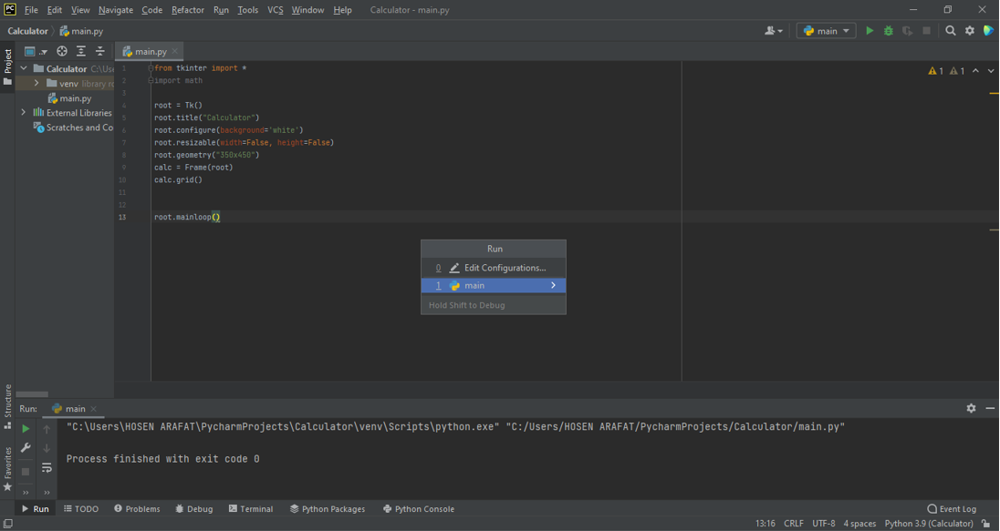 PC File Edit View Navigate Code Refactor Run Tools VCS Window Help Calculator - main.py
Calculator main.py main
Project
main.py
Calculator C:\Use
venv library ro
main.py
External Libraries
Scratches and Co
1 from tkinter import *
2 import math
3
4 root = Tk()
5 root.title("Calculator")
6 root.configure(background='white')
7 root.resizable(width=False, height=False)
8 root.geometry("350x450")
9 calc = Frame(root)
10 calc.grid()
11
12
13 root.mainloop()
1 1
Run
0 Edit Configurations...
1 main
Hold Shift to Debug
Structure
Favorites
Run: main
"C:\Users\HOSEN ARAFAT\PycharmProjects\Calculator\venv\Scripts\python.exe" "C:/Users/HOSEN ARAFAT/PycharmProjects/Calculator/main.py"
Process finished with exit code 0
Run TODO Problems Debug Terminal Python Packages Python Console Event Log
13:16 CRLF UTF-8 4 spaces Python 3.9 (Calculator)